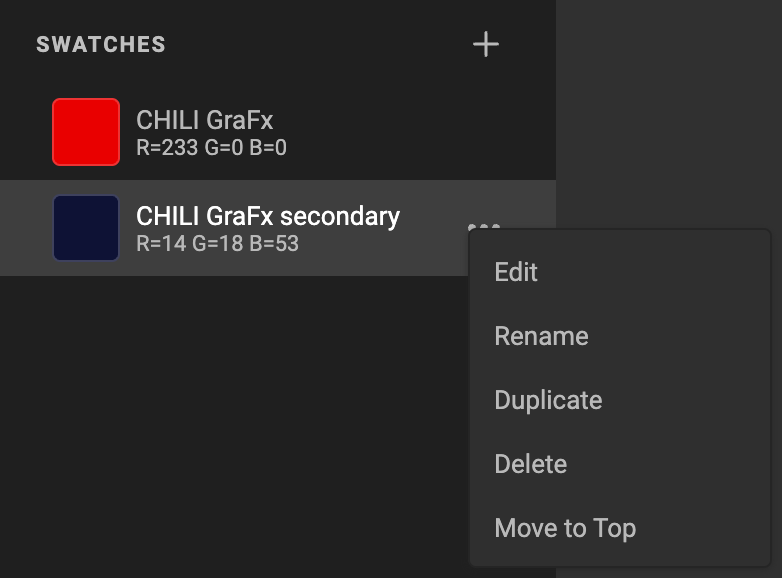 SWATCHES
CHILI GraFx
R=233 G=0 B=0
CHILI GraFx secondary
R=14 G=18 B=53
Edit
Rename
Duplicate
Delete
Move to Top